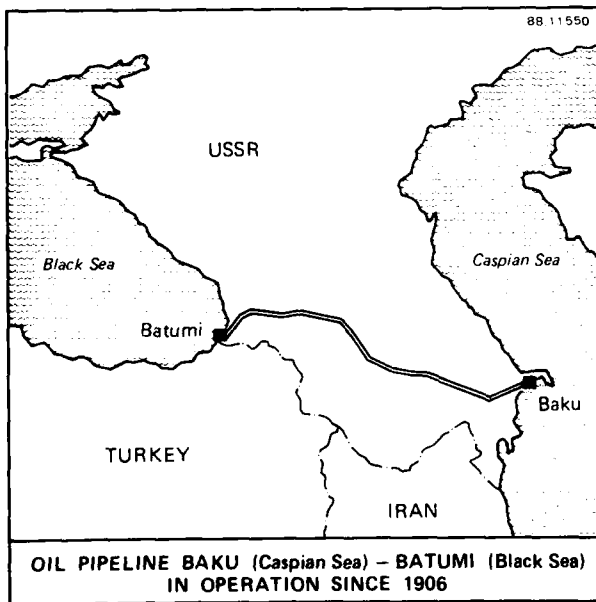 88 11550
USSR
Black Sea
Caspian Sea
Batumi
Baku
TURKEY
IRAN
OIL PIPELINE BAKU (Caspian Sea) – BATUMI (Black Sea)
IN OPERATION SINCE 1906